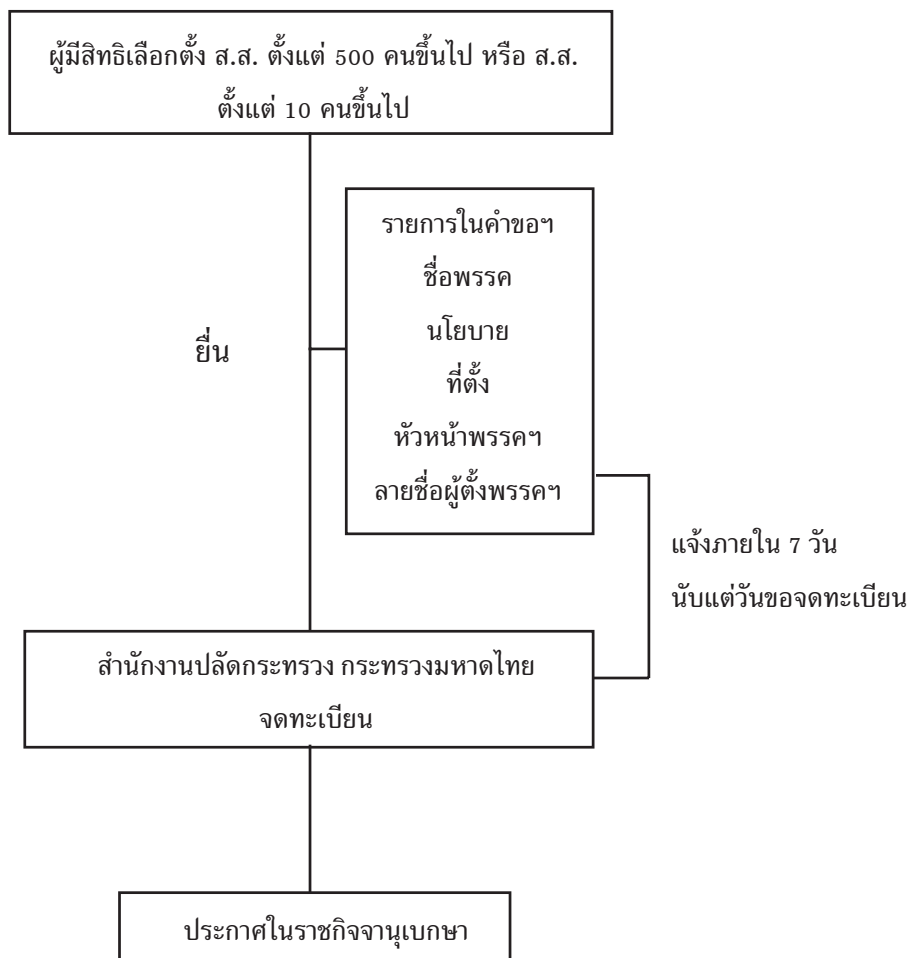 ผู้มีสิทธิเลือกตั้ง ส.ส. ตั้งแต่ 500 คนขึ้นไป หรือ ส.ส.
ตั้งแต่ 10 คนขึ้นไป
รายการในคำขอฯ
ชื่อพรรค
นโยบาย
ที่ตั้ง
หัวหน้าพรรคฯ
ลายชื่อผู้ตั้งพรรคฯ
ยื่น
แจ้งภายใน 7 วัน
นับแต่วันขอจดทะเบียน
สำนักงานปลัดกระทรวง กระทรวงมหาดไทย
จดทะเบียน
ประกาศในราชกิจจานุเบกษา